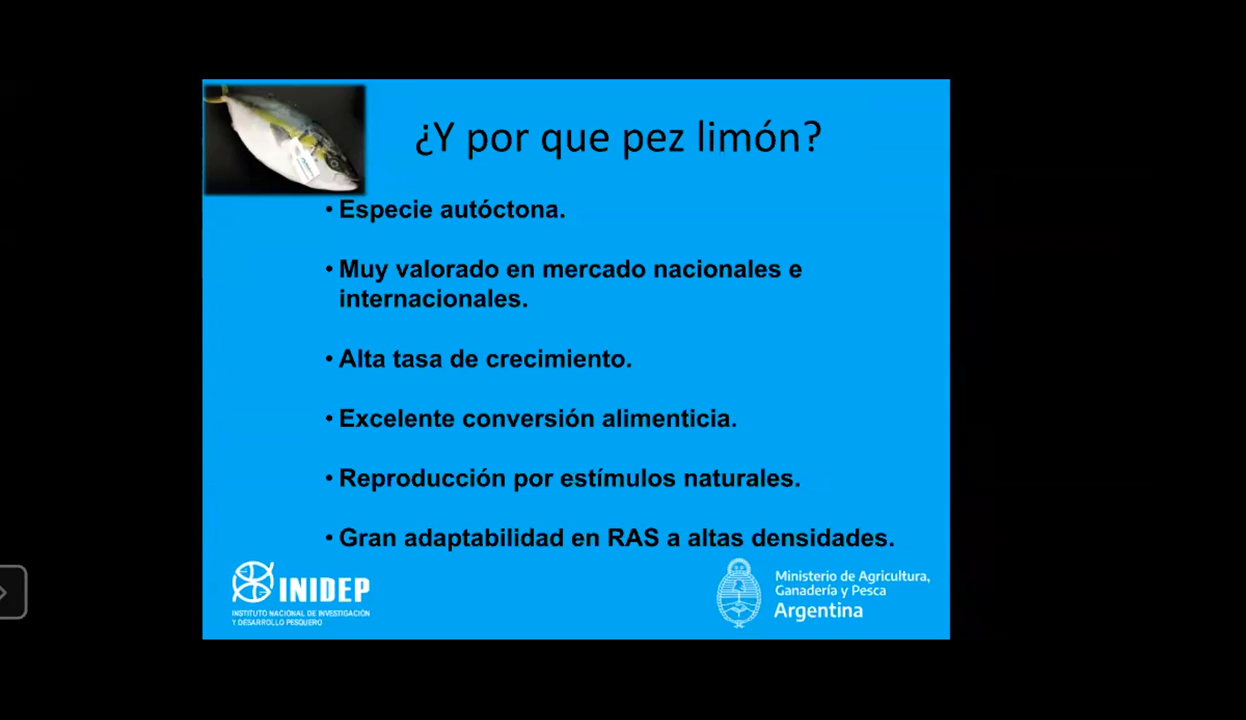 ¿Y por que pez limón?
• Especie autóctona.
• Muy valorado en mercado nacionales e
internacionales.
• Alta tasa de crecimiento.
• Excelente conversión alimenticia.
• Reproducción por estímulos naturales.
• Gran adaptabilidad en RAS a altas densidades.
INIDEP
INSTITUTO NACIONAL DE INVESTIGACIÓN
Y DESARROLLO PESQUERO
Ministerio de Agricultura,
Ganadería y Pesca
Argentina